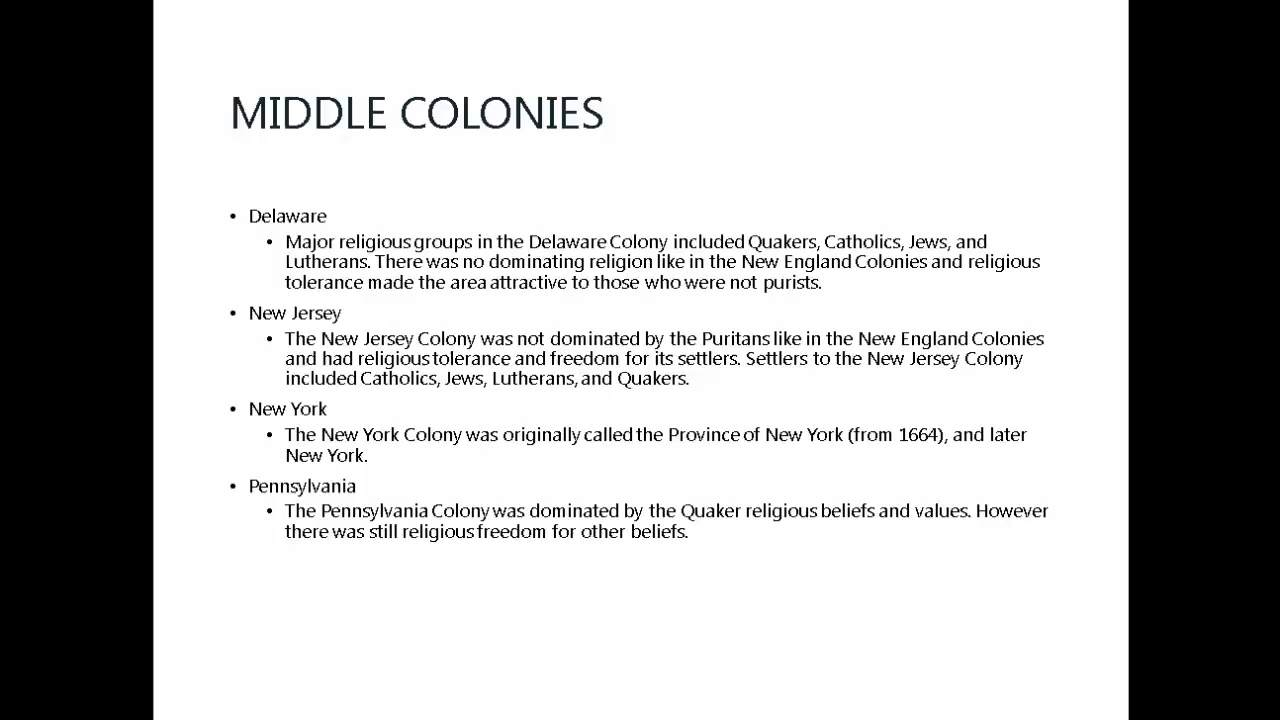 MIDDLE COLONIES
• Delaware
• Major religious groups in the Delaware Colony included Quakers, Catholics, Jews, and
Lutherans. There was no dominating religion like in the New England Colonies and religious
tolerance made the area attractive to those who were not purists.
• New Jersey
• The New Jersey Colony was not dominated by the Puritans like in the New England Colonies
and had religious tolerance and freedom for its settlers. Settlers to the New Jersey Colony
included Catholics, Jews, Lutherans, and Quakers.
• New York
• The New York Colony was originally called the Province of New York (from 1664), and later
New York.
• Pennsylvania
• The Pennsylvania Colony was dominated by the Quaker religious beliefs and values. However
there was still religious freedom for other beliefs.